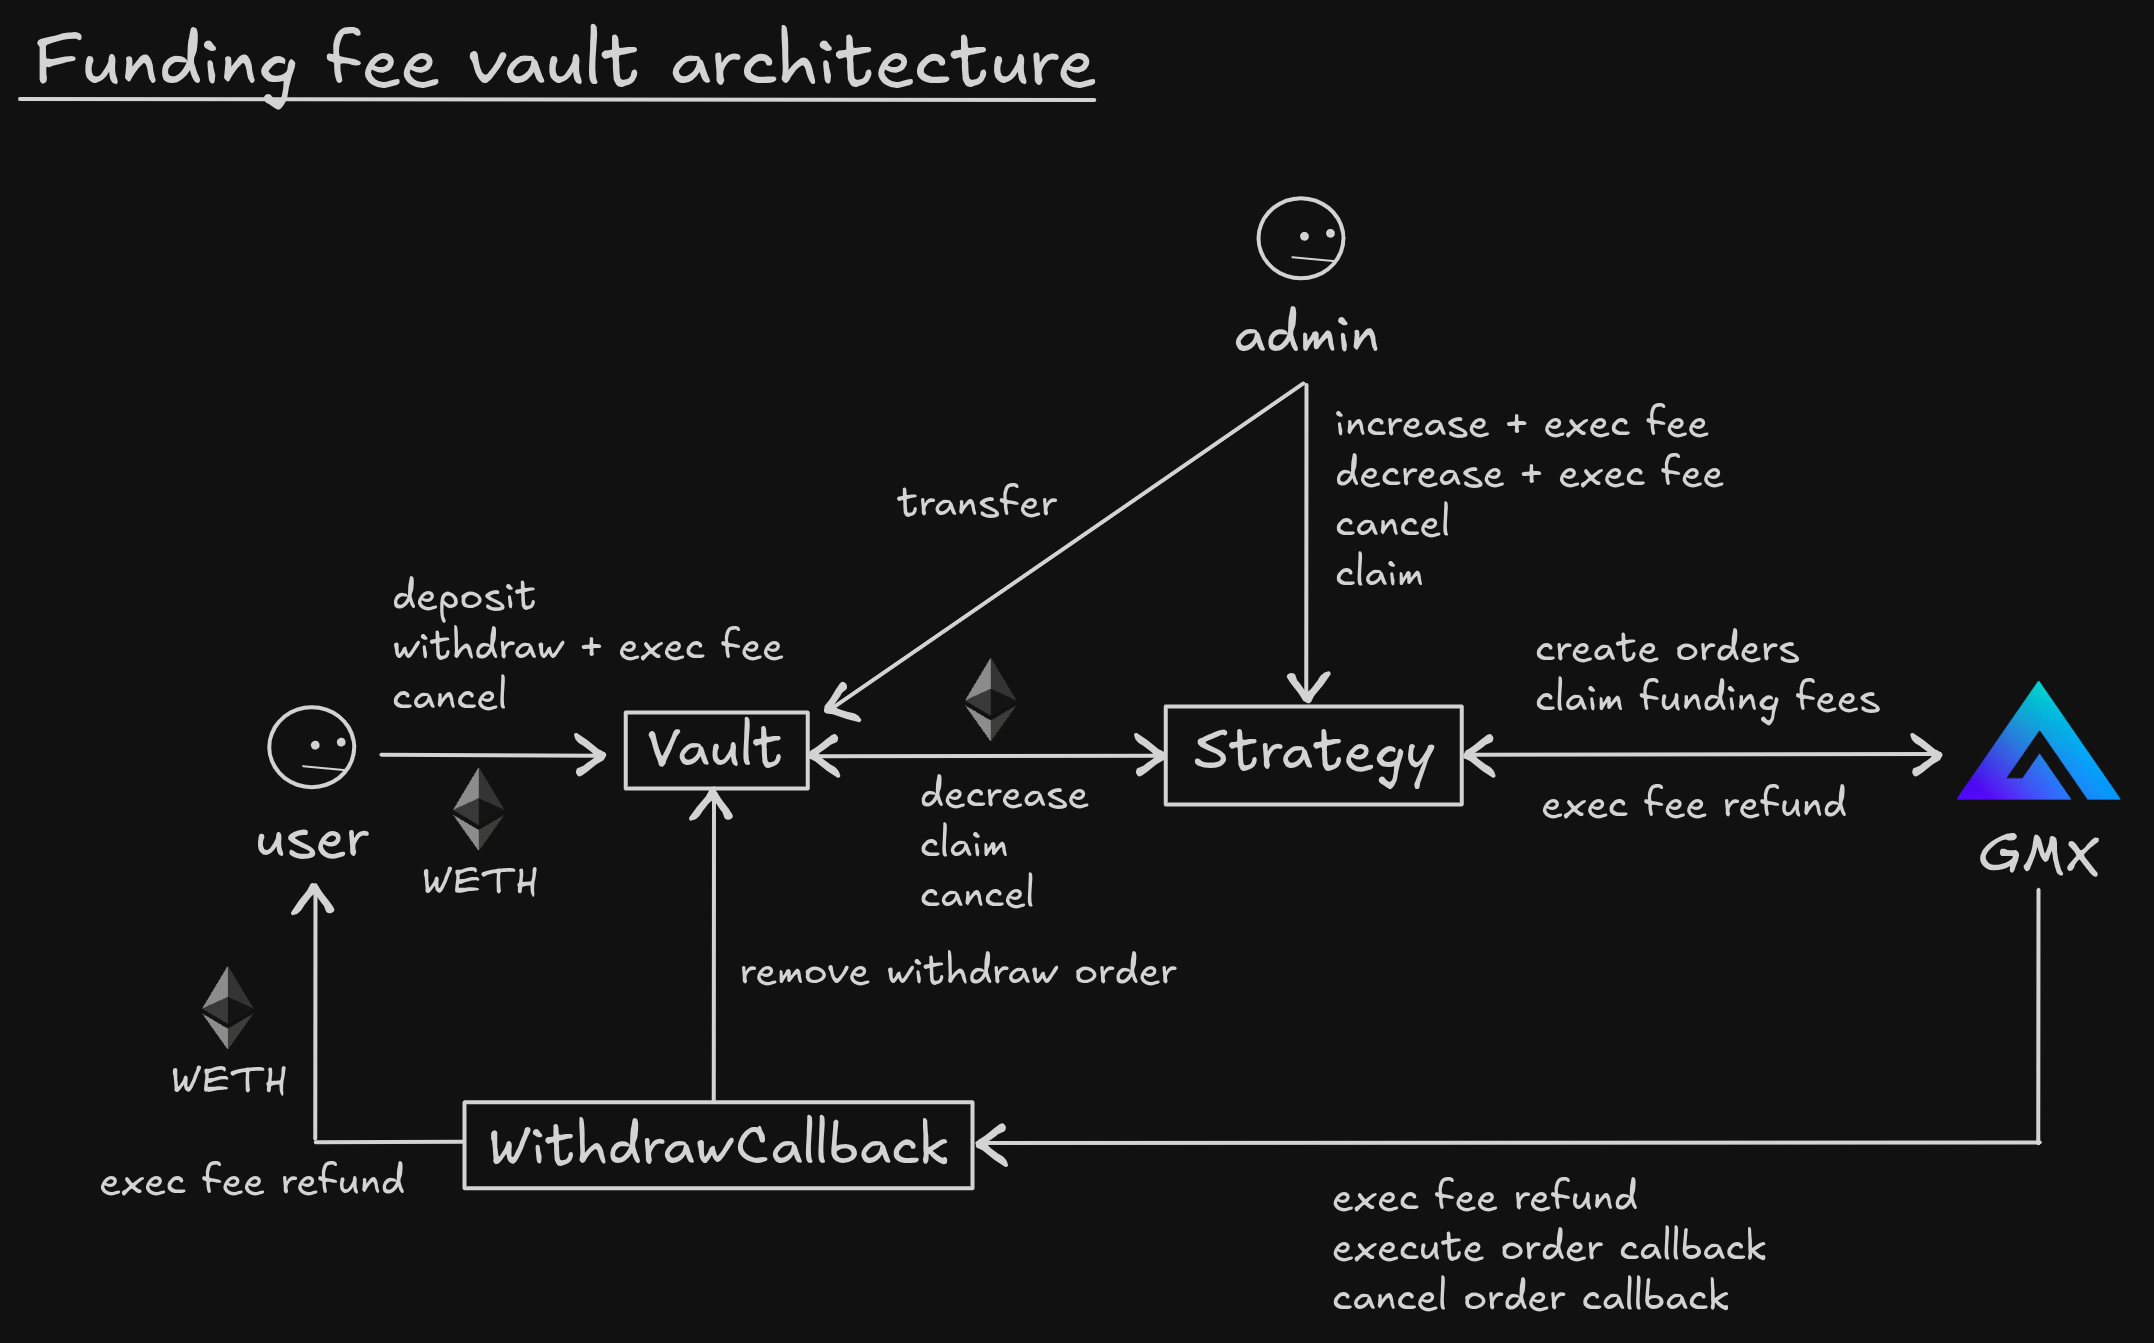 Funding fee vault architecture
admin
increase + exec fee
decrease + exec fee
cancel
claim
transfer
deposit
withdraw + exec fee
cancel
create orders
claim funding fees
Vault
Strategy
user
WETH
decrease
claim
cancel
exec fee refund
GMX
remove withdraw order
WETH
WithdrawCallback
exec fee refund
exec fee refund
execute order callback
cancel order callback